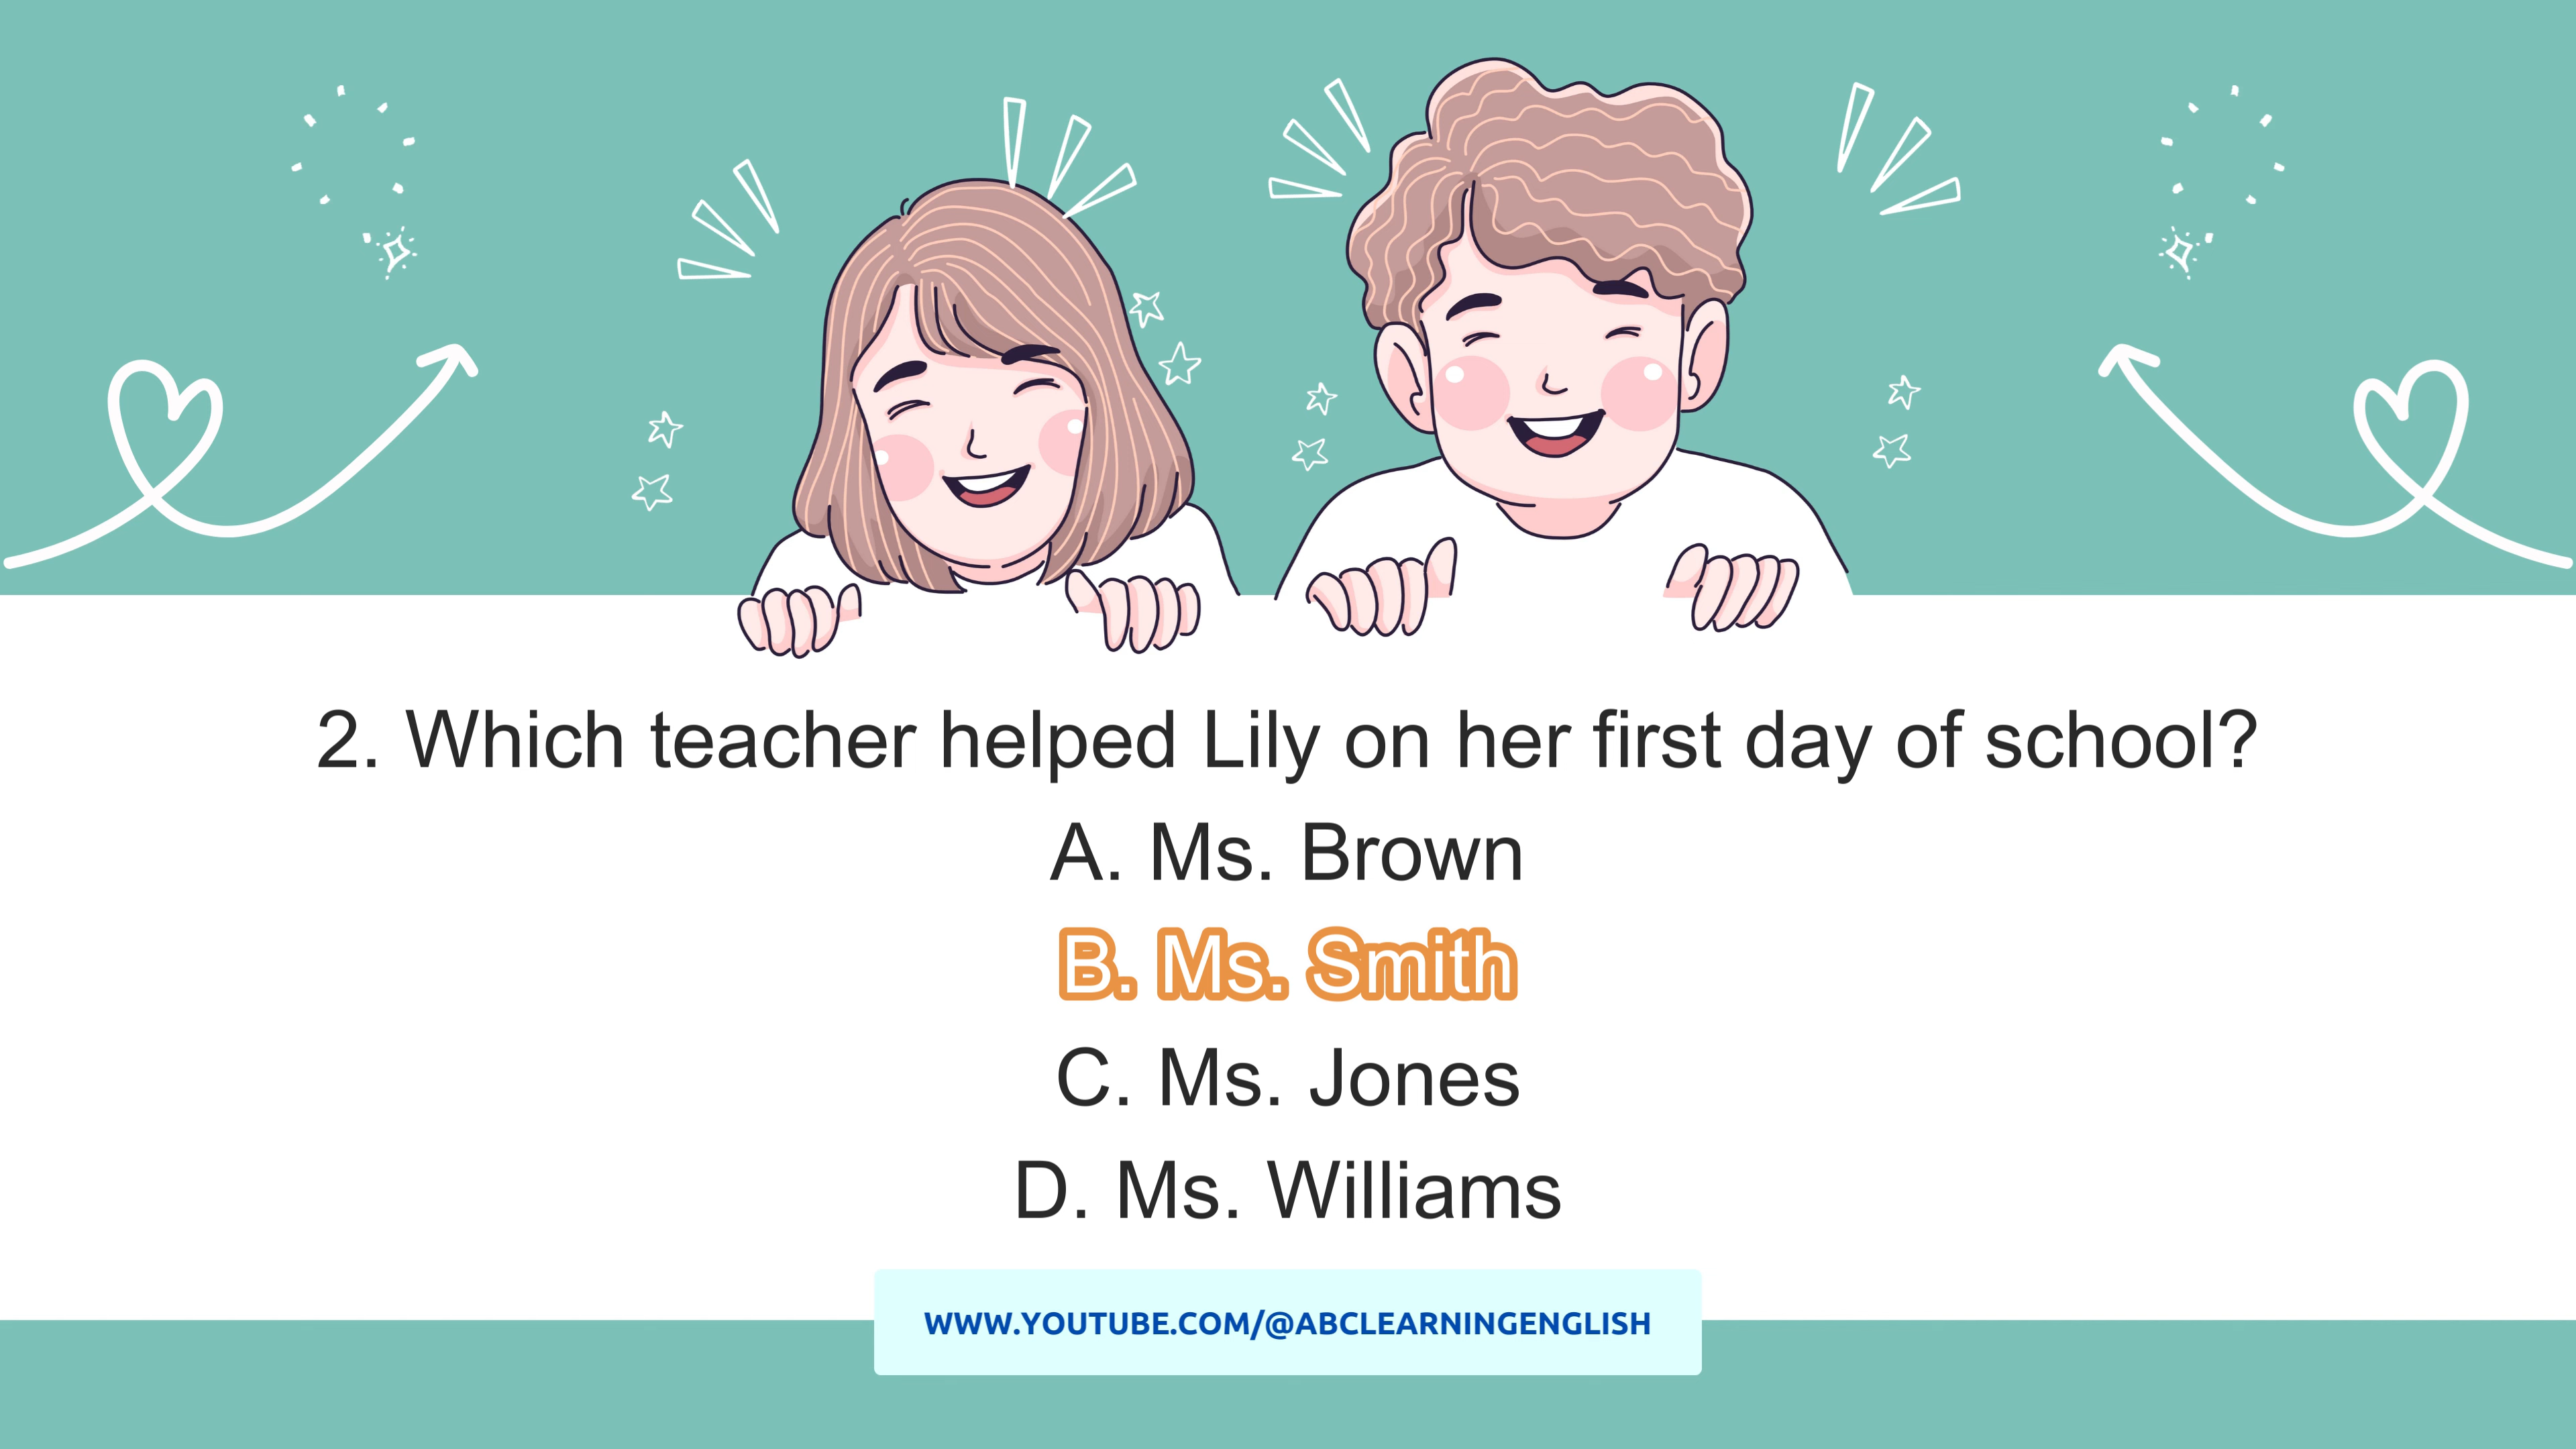 2. Which teacher helped Lily on her first day of school?
A. Ms. Brown
B. Ms. Smith
C. Ms. Jones
D. Ms. Williams
WWW.YOUTUBE.COM/@ABCLEARNINGENGLISH